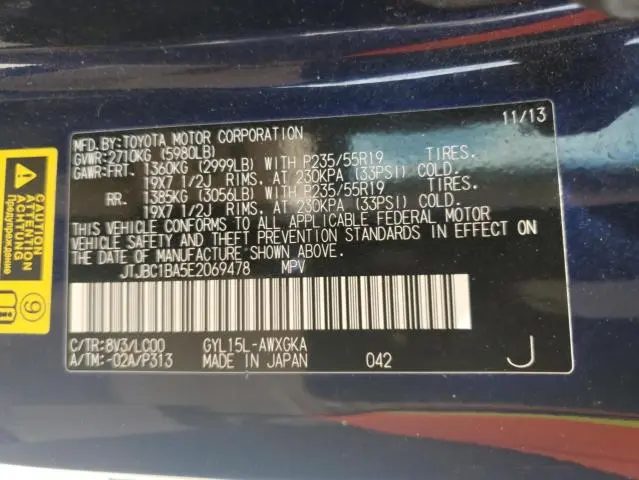 11/13
MFD.BY:TOYOTA MOTOR CORPORATION
GVWR:2710KG (5980LB)
GAWR:FRT. 1360KG (2999LB) WITH P235/55R19 TIRES.
19X7 1/2J RIMS. AT 230KPA (33PSI) COLD.
RR. 1385KG (3056LB) WITH P235/55R19 TIRES.
19X7 1/2J RIMS. AT 230KPA (33PSI) COLD.
THIS VEHICLE CONFORMS TO ALL APPLICABLE FEDERAL MOTOR
VEHICLE SAFETY AND THEFT PREVENTION STANDARDS IN EFFECT ON
THE DATE OF MANUFACTURE SHOWN ABOVE.
JTJBC1BA5E2069478 MPV
C/TR:8V3/LC00 GYL15L-AWXGKA
A/TM:-02A/P313 MADE IN JAPAN 042 J
CAUTION
ATTENTION
ACHTUNG
Предупреждение
9